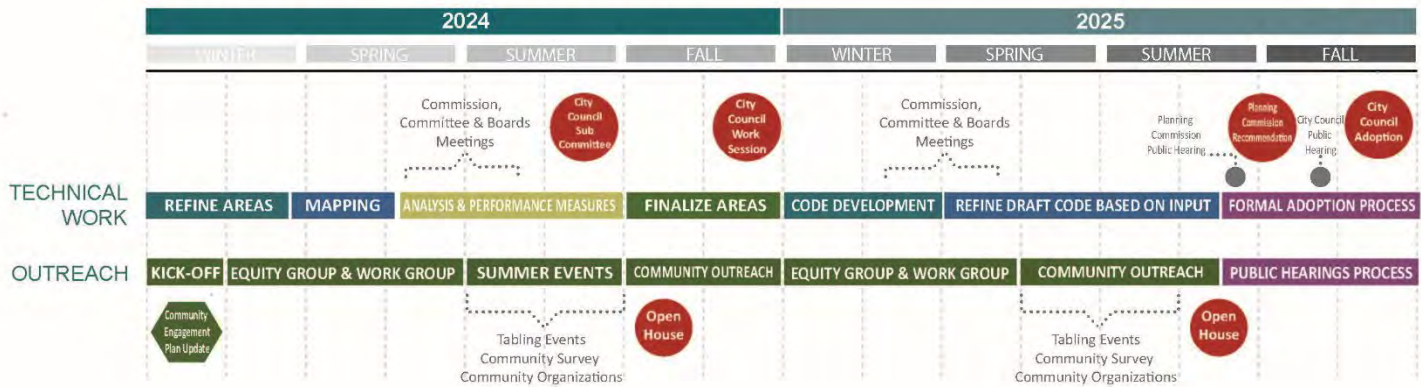 2024 2025
WINTER SPRING SUMMER FALL WINTER SPRING SUMMER FALL
Commission,
Committee & Boards
Meetings
City
Council
Sub
Committee
City
Council
Work
Session
Commission,
Committee & Boards
Meetings
Planning
Commission
Public Hearing
Planning
Commission
Recommendation
City Council
Public
Hearing
City
Council
Adoption
TECHNICAL
WORK
REFINE AREAS MAPPING ANALYSIS & PERFORMANCE MEASURES FINALIZE AREAS CODE DEVELOPMENT REFINE DRAFT CODE BASED ON INPUT FORMAL ADOPTION PROCESS
OUTREACH
KICK-OFF EQUITY GROUP & WORK GROUP SUMMER EVENTS COMMUNITY OUTREACH EQUITY GROUP & WORK GROUP COMMUNITY OUTREACH PUBLIC HEARINGS PROCESS
Community
Engagement
Plan Update
Tabling Events
Community Survey
Community Organizations
Open
House
Tabling Events
Community Survey
Community Organizations
Open
House